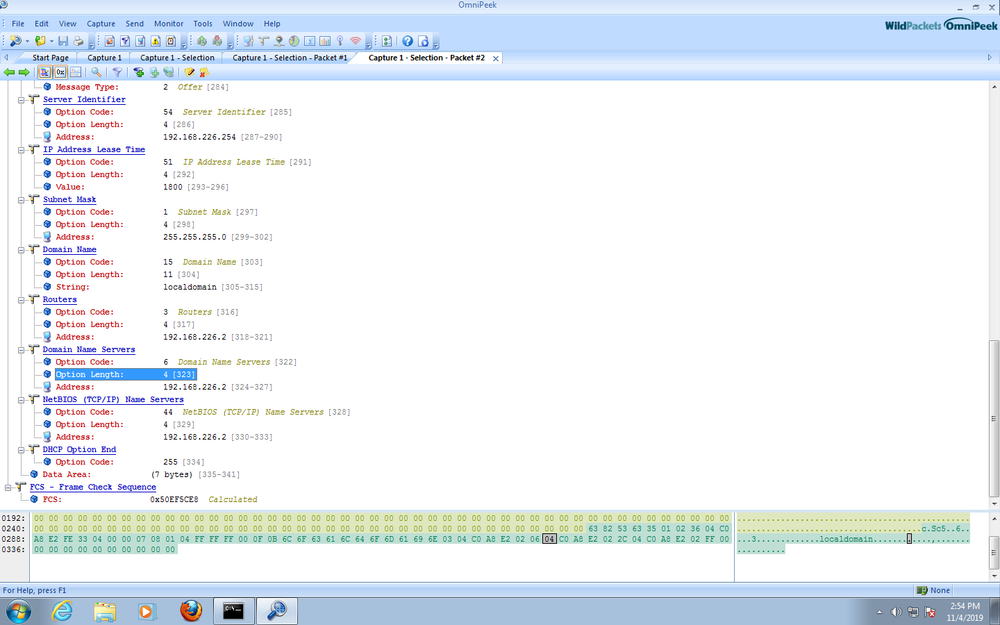 OmniPeek
File Edit View Capture Send Monitor Tools Window Help
WildPackets OmniPeek
Start Page Capture 1 Capture 1 - Selection Capture 1 - Selection - Packet #1 Capture 1 - Selection - Packet #2
0x
Message Type: 2 Offer [284]
Server Identifier
Option Code: 54 Server Identifier [285]
Option Length: 4 [286]
Address: 192.168.226.254 [287-290]
IP Address Lease Time
Option Code: 51 IP Address Lease Time [291]
Option Length: 4 [292]
Value: 1800 [293-296]
Subnet Mask
Option Code: 1 Subnet Mask [297]
Option Length: 4 [298]
Address: 255.255.255.0 [299-302]
Domain Name
Option Code: 15 Domain Name [303]
Option Length: 11 [304]
String: localdomain [305-315]
Routers
Option Code: 3 Routers [316]
Option Length: 4 [317]
Address: 192.168.226.2 [318-321]
Domain Name Servers
Option Code: 6 Domain Name Servers [322]
Option Length: 4 [323]
Address: 192.168.226.2 [324-327]
NetBIOS (TCP/IP) Name Servers
Option Code: 44 NetBIOS (TCP/IP) Name Servers [328]
Option Length: 4 [329]
Address: 192.168.226.2 [330-333]
DHCP Option End
Option Code: 255 [334]
Data Area: (7 bytes) [335-341]
FCS - Frame Check Sequence
FCS: 0x50EF5CE8 Calculated
0192: 00 00 00 00 00 00 00 00 00 00 00 00 00 00 00 00 00 00 00 00 00 00 00 00 00 00 00 00 00 00 00 00 00 00 00 00 00 00 00 00 00 00 00 00 00 00 00 00 ................................................
0240: 00 00 00 00 00 00 00 00 00 00 00 00 00 00 00 00 00 00 00 00 00 00 00 00 00 00 00 00 00 00 00 00 00 00 00 00 00 00 63 82 53 63 35 01 02 36 04 C0 ......................................c.Sc5..6..
0288: A8 E2 FE 33 04 00 00 07 08 01 04 FF FF FF 00 0F 0B 6C 6F 63 61 6C 64 6F 6D 61 69 6E 03 04 C0 A8 E2 02 06 04 C0 A8 E2 02 2C 04 C0 A8 E2 02 FF 00 ...3.............localdomain............,.......
0336: 00 00 00 00 00 00 00 00 00 00 ..........
For Help, press F1
None
2:54 PM
11/4/2019